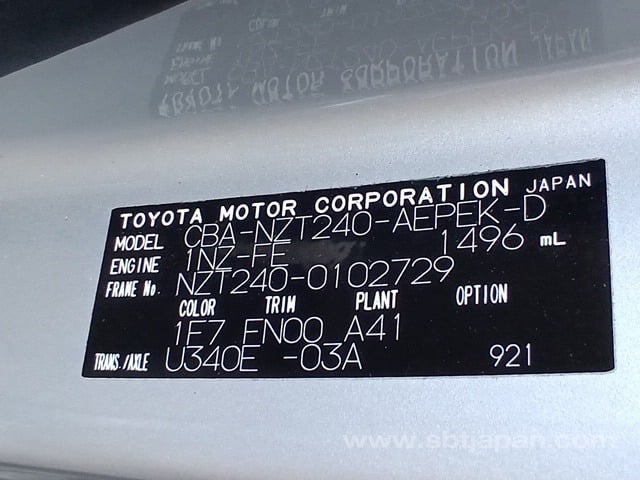 TOYOTA MOTOR CORPORATION JAPAN
MODEL CBA-NZT240-AEPEK-D
ENGINE 1NZ-FE 1496 mL
FRAME No. NZT240-0102729
COLOR TRIM PLANT OPTION
1F7 FN00 A41
TRANS./AXLE U340E -03A 921
www.sbtjapan.com